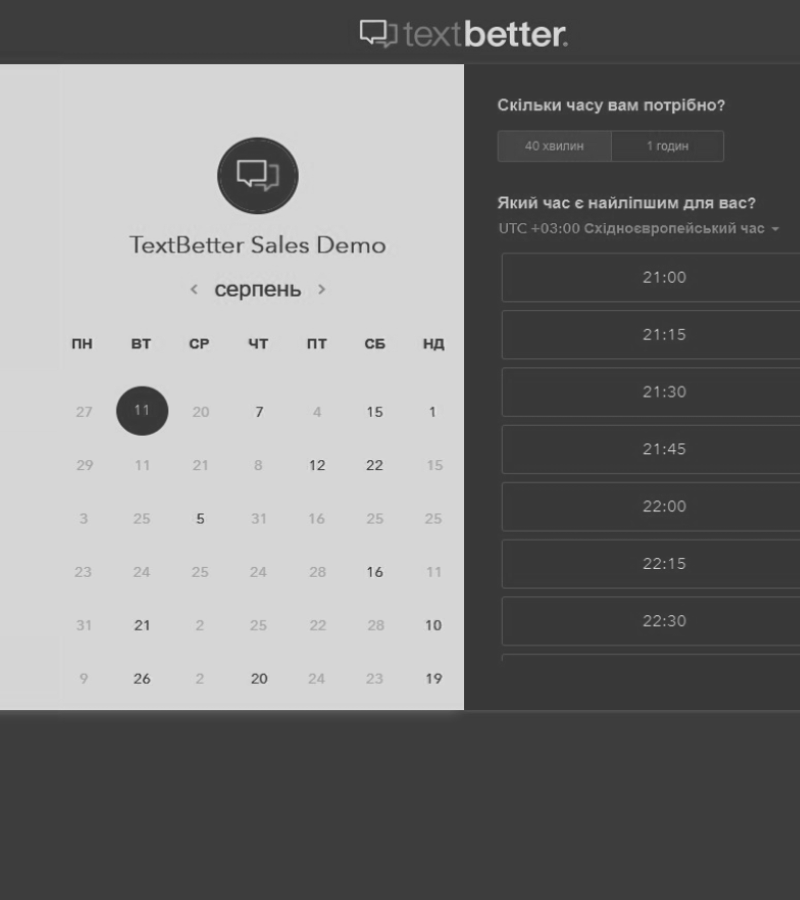 textbetter.
TextBetter Sales Demo
серпень
ПН ВТ СР ЧТ ПТ СБ НД
27 11 20 7 4 15 1
29 11 21 8 12 22 15
3 25 5 31 16 25 25
23 24 25 24 28 16 11
31 21 2 25 22 28 10
9 26 2 20 24 23 19
Скільки часу вам потрібно?
40 хвилин 1 годин
Який час є найліпшим для вас?
UTC +03:00 Східноєвропейський час
21:00
21:15
21:30
21:45
22:00
22:15
22:30